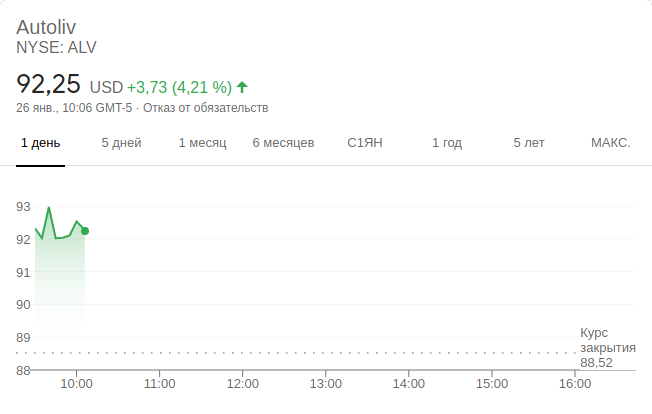 Autoliv
NYSE: ALV
92,25 USD +3,73 (4,21 %)
26 янв., 10:06 GMT-5 · Отказ от обязательств
1 день 5 дней 1 месяц 6 месяцев С1ЯН 1 год 5 лет МАКС.
93
92
91
90
89
Курс
закрытия
88,52
88
10:00 11:00 12:00 13:00 14:00 15:00 16:00